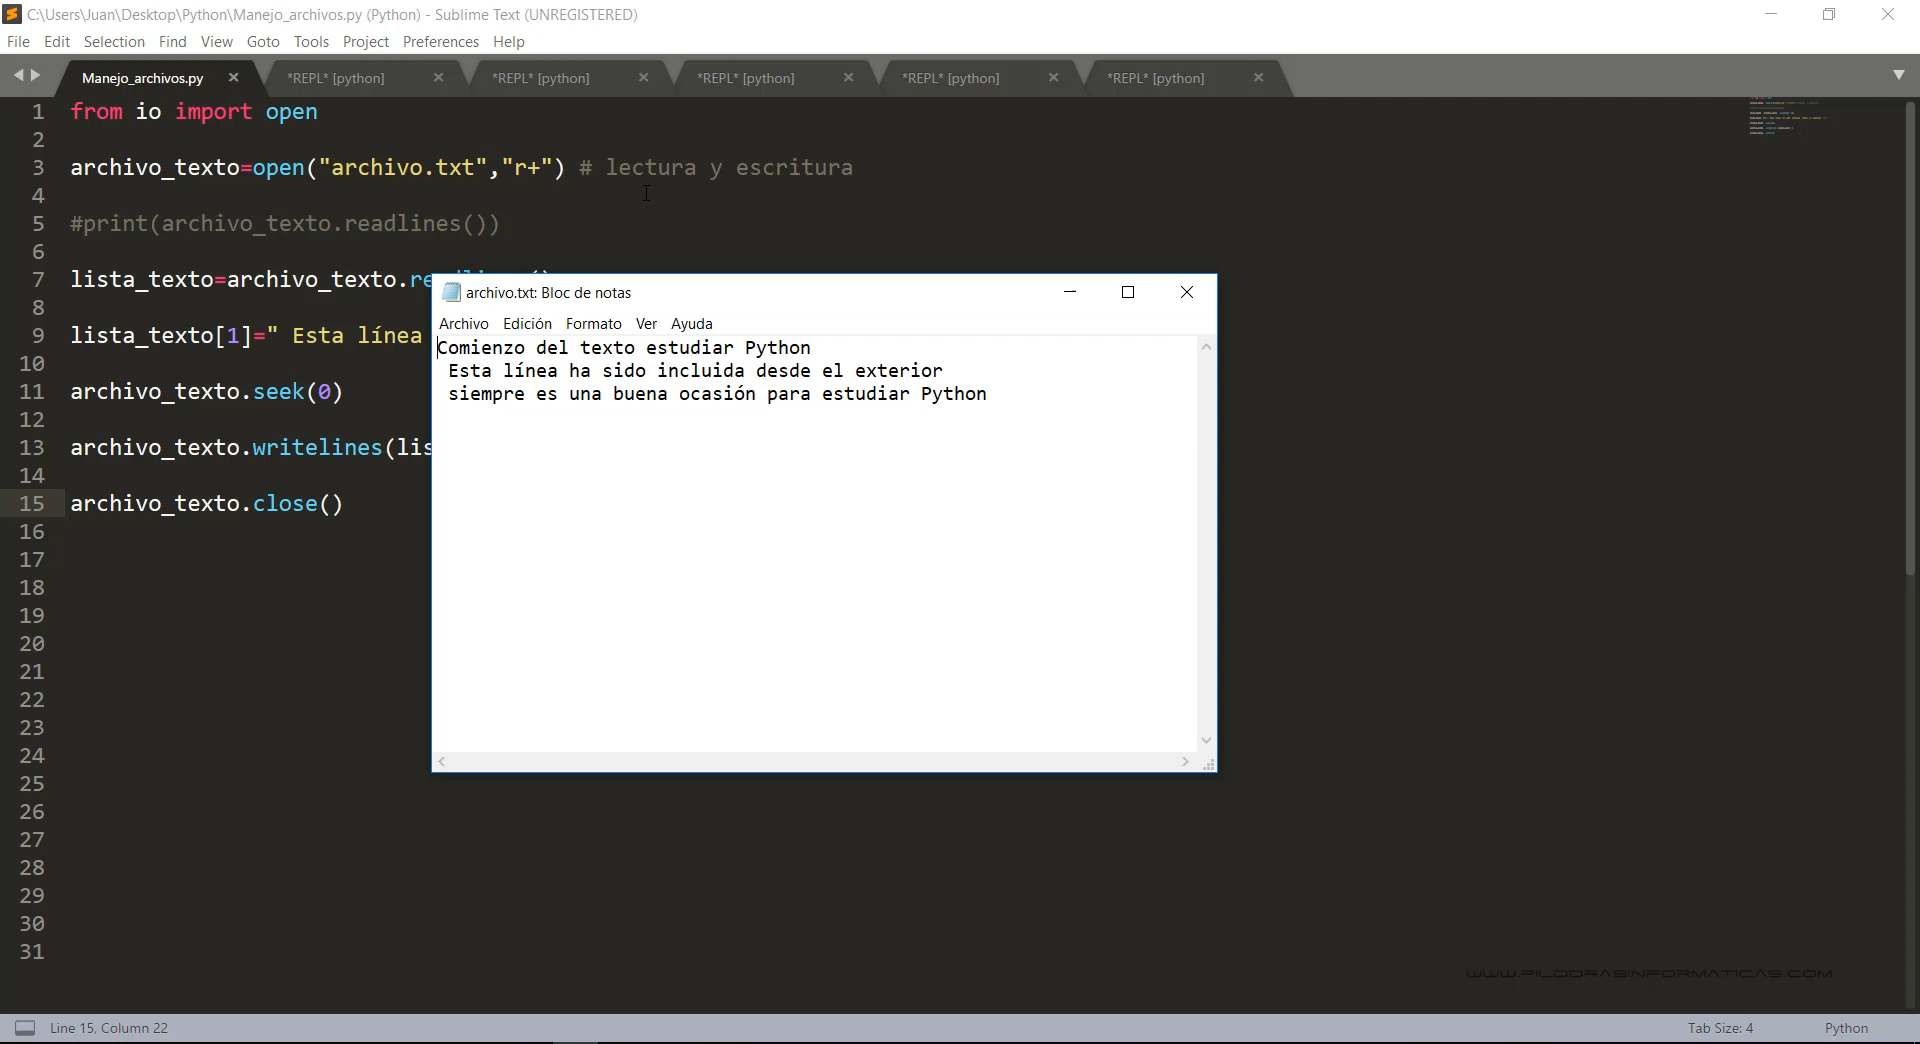 C:\Users\Juan\Desktop\Python\Manejo_archivos.py (Python) - Sublime Text (UNREGISTERED)
File Edit Selection Find View Goto Tools Project Preferences Help
Manejo_archivos.py *REPL* [python] *REPL* [python] *REPL* [python] *REPL* [python] *REPL* [python]
1 from io import open
2
3 archivo_texto=open("archivo.txt","r+") # lectura y escritura
4
5 #print(archivo_texto.readlines())
6
7 lista_texto=archivo_texto.re
8
9 lista_texto[1]=" Esta línea
10
11 archivo_texto.seek(0)
12
13 archivo_texto.writelines(lis
14
15 archivo_texto.close()
16
17
18
19
20
21
22
23
24
25
26
27
28
29
30
31
archivo.txt: Bloc de notas
Archivo Edición Formato Ver Ayuda
Comienzo del texto estudiar Python
Esta línea ha sido incluida desde el exterior
siempre es una buena ocasión para estudiar Python
WWW.PILDORASINFORMATICAS.COM
Line 15, Column 22
Tab Size: 4 Python